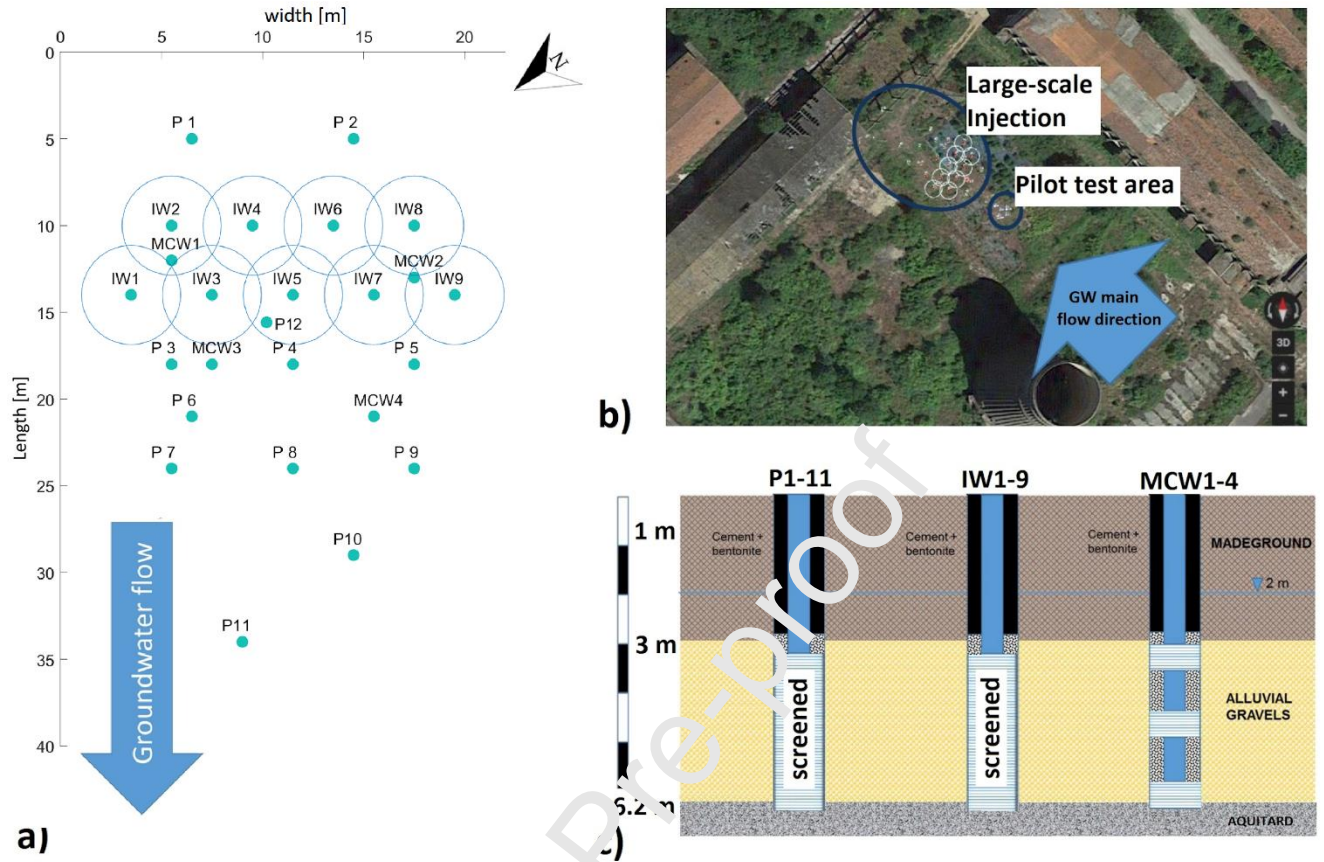 width [m]
0 5 10 15 20
0
N
P 1 P 2
5
IW2 IW4 IW6 IW8
10
MCW1 MCW2
IW1 IW3 IW5 IW7 IW9
15
P12
P 3 MCW3 P 4 P 5
20
P 6 MCW4
P 7 P 8 P 9
25
P10
30
P11
35
40
Length [m]
Groundwater flow
a)
Large-scale
Injection
Pilot test area
GW main
flow direction
3D
+
−
b)
P1-11 IW1-9 MCW1-4
1 m
Cement +
bentonite
Cement +
bentonite
Cement +
bentonite
MADEGROUND
2 m
3 m
screened
screened
ALLUVIAL
GRAVELS
6.2 m
AQUITARD
Pre-proof